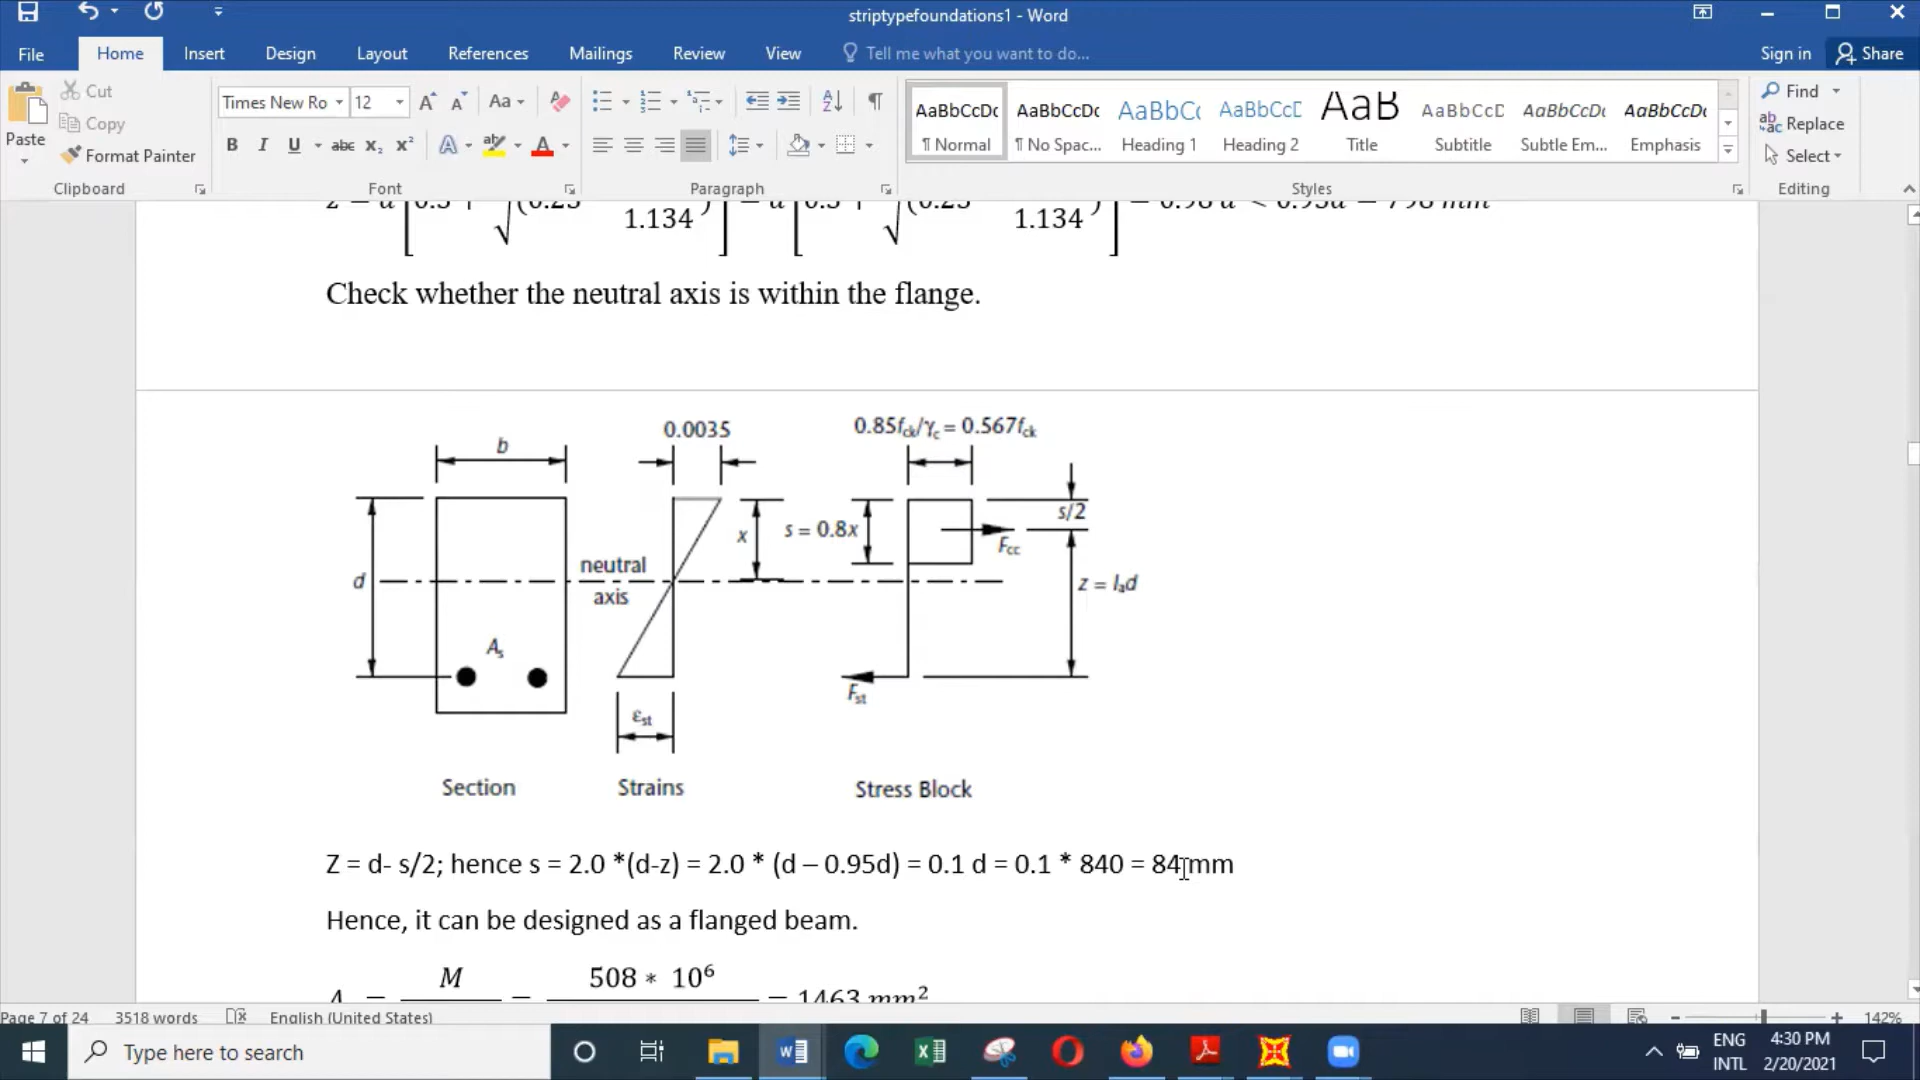 striptypefoundations1 - Word
File Home Insert Design Layout References Mailings Review View Tell me what you want to do... Sign in Share
Paste
Cut
Copy
Format Painter
Clipboard
Times New Ro 12
Font
Paragraph
AaBbCcDc AaBbCcDc AaBbCc AaBbCcD AaB AaBbCcD AaBbCcDc AaBbCcDc
¶ Normal ¶ No Spac... Heading 1 Heading 2 Title Subtitle Subtle Em... Emphasis
Styles
Find
Replace
Select
Editing
1.134 1.134
Check whether the neutral axis is within the flange.
b
0.0035
0.85fck/γc = 0.567fck
d
x
s = 0.8x
s/2
Fcc
neutral
axis
z = lad
As
Fst
εst
Section Strains Stress Block
Z = d- s/2; hence s = 2.0 *(d-z) = 2.0 * (d – 0.95d) = 0.1 d = 0.1 * 840 = 84 mm
Hence, it can be designed as a flanged beam.
M 508 ∗ 10⁶
= = = 1463 mm²
Page 7 of 24 3518 words English (United States) 142%
Type here to search
ENG
INTL
4:30 PM
2/20/2021